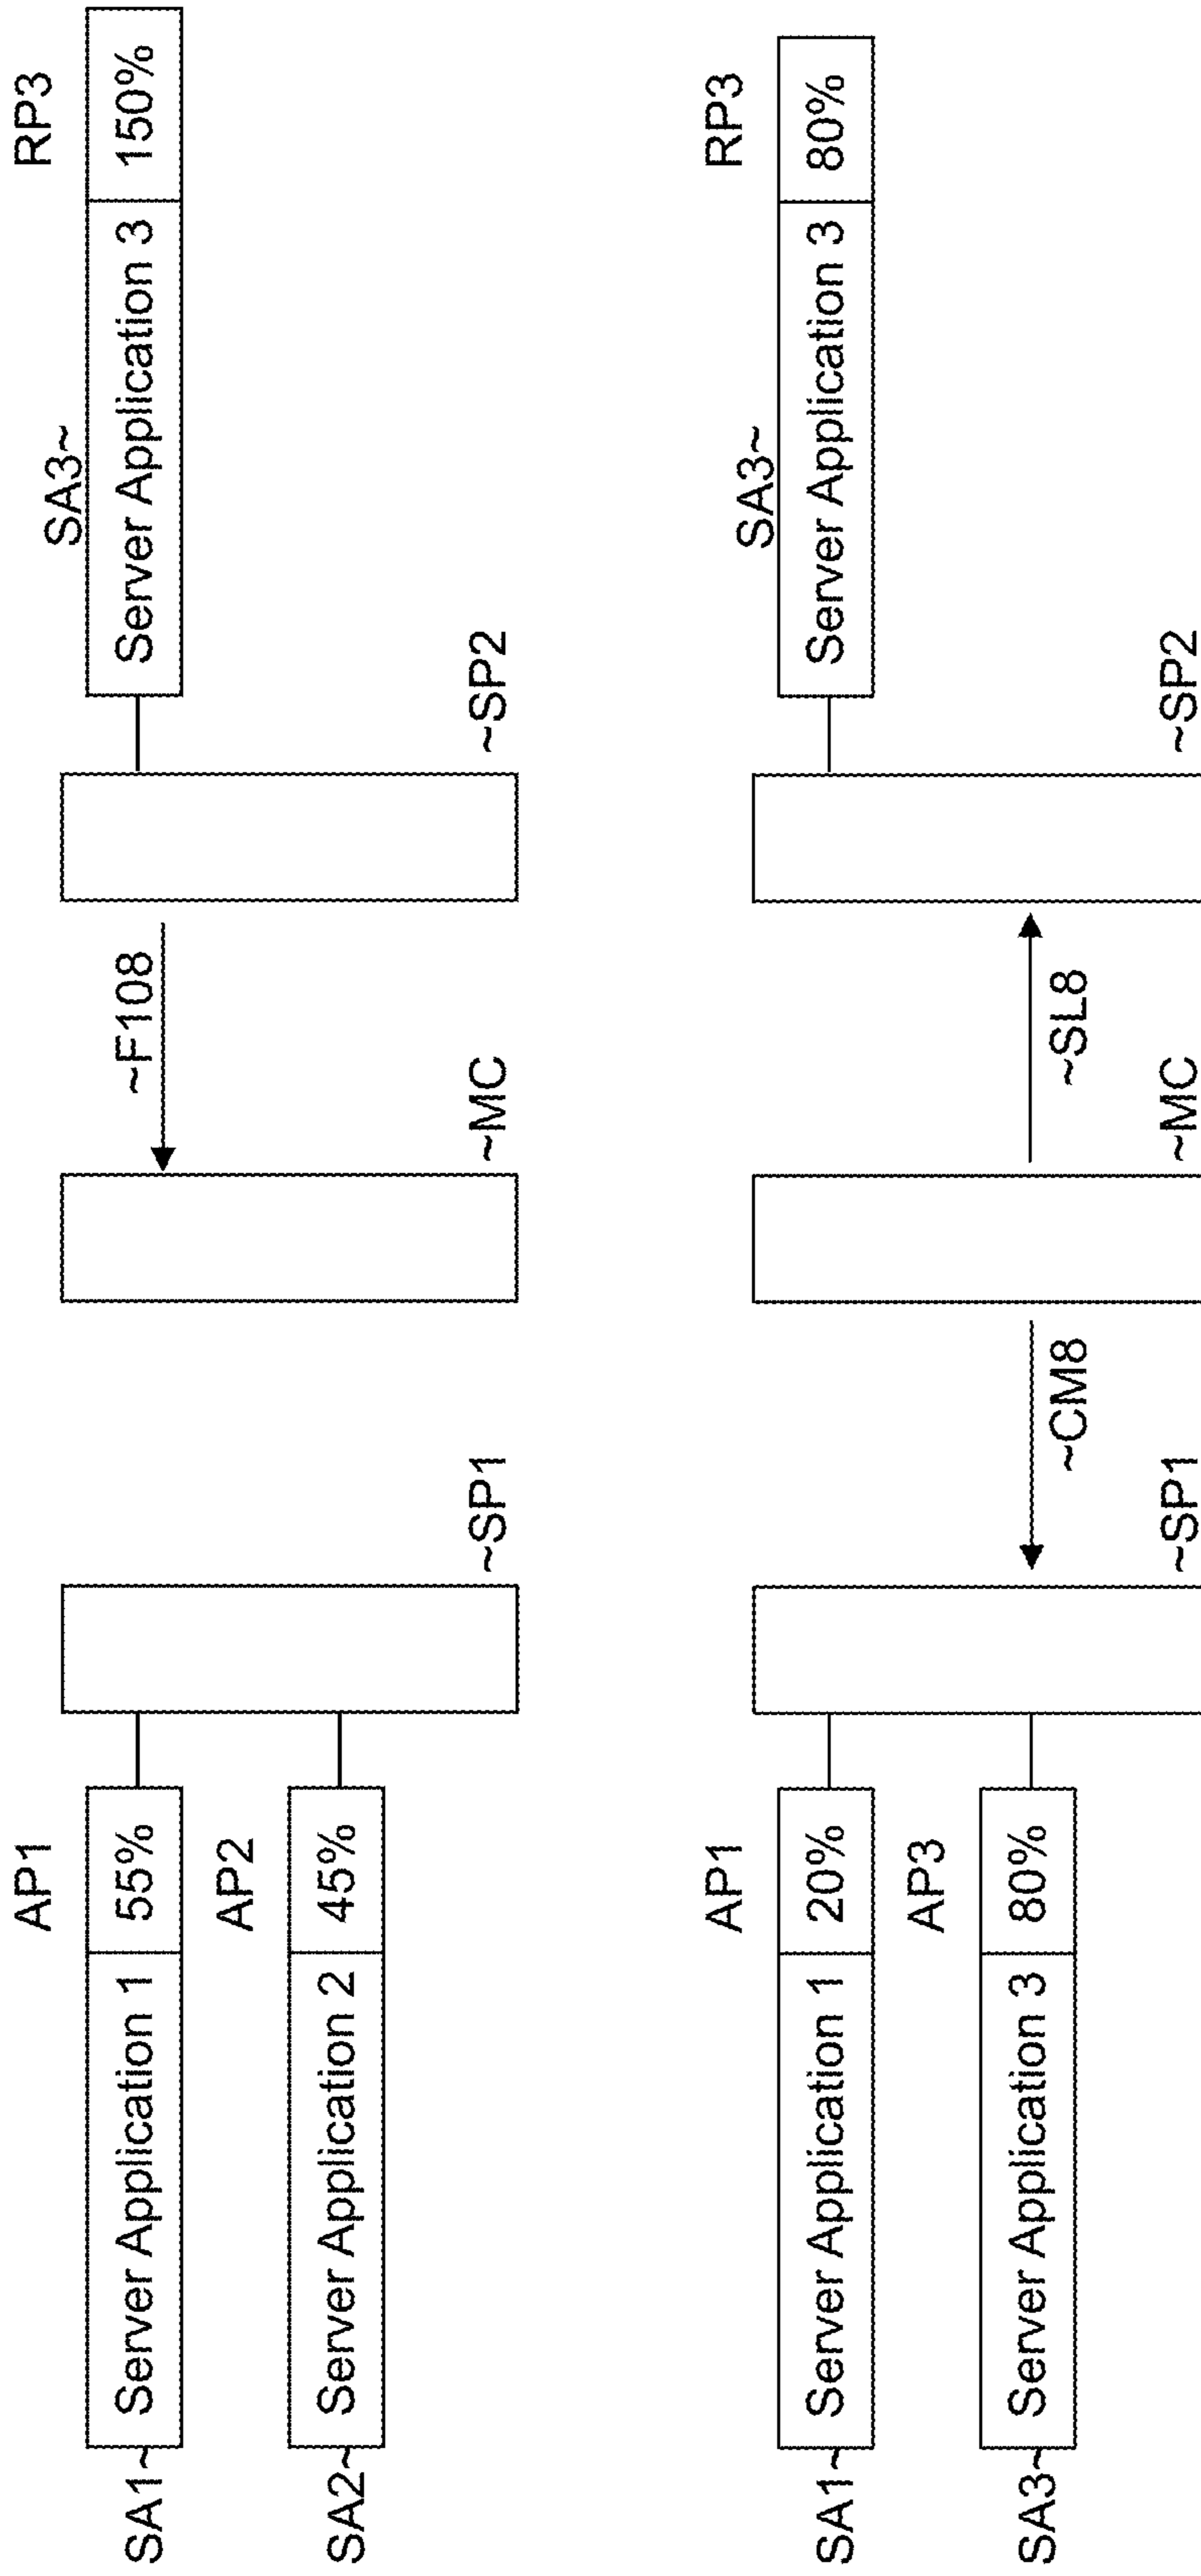 AP1
RP3
SA1~ Server Application 1 55%
~F108
SA3~
Server Application 3 150%
AP2
SA2~ Server Application 2 45%
~SP1
~MC
~SP2
AP1
RP3
SA1~ Server Application 1 20%
SA3~
Server Application 3 80%
AP3
SA3~ Server Application 3 80%
~CM8
~SL8
~SP1
~MC
~SP2